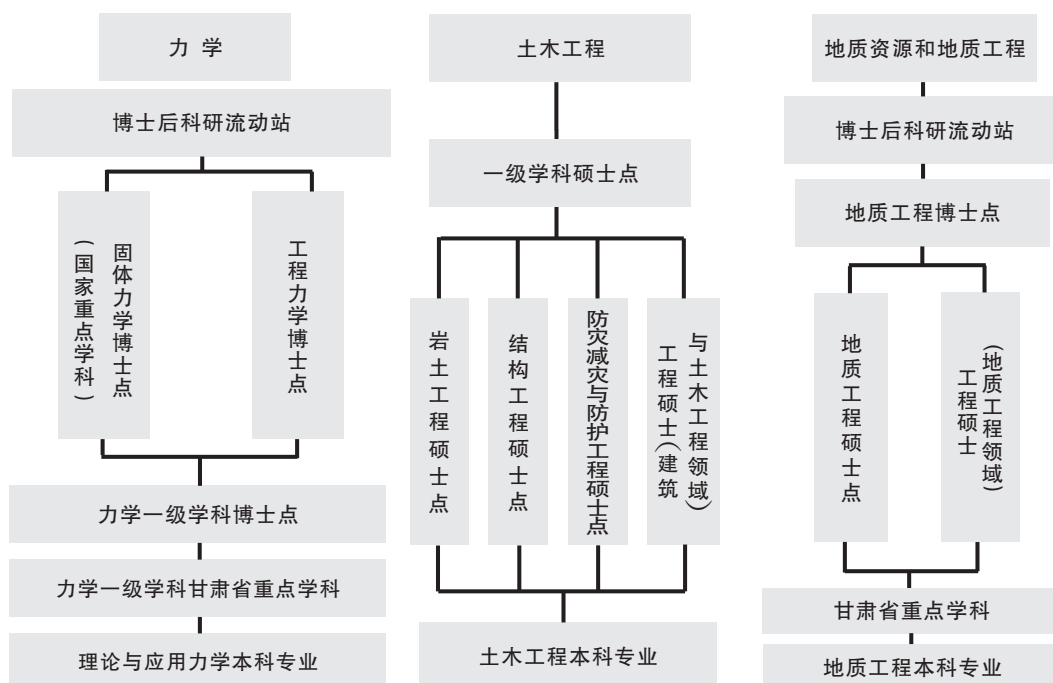 力 学
博士后科研流动站
固体力学博士点
(国家重点学科)
工程力学博士点
力学一级学科博士点
力学一级学科甘肃省重点学科
理论与应用力学本科专业
土木工程
一级学科硕士点
岩土工程硕士点
结构工程硕士点
防灾减灾与防护工程硕士点
工程硕士(建筑
与土木工程领域)
土木工程本科专业
地质资源和地质工程
博士后科研流动站
地质工程博士点
地质工程硕士点
工程硕士
(地质工程领域)
甘肃省重点学科
地质工程本科专业